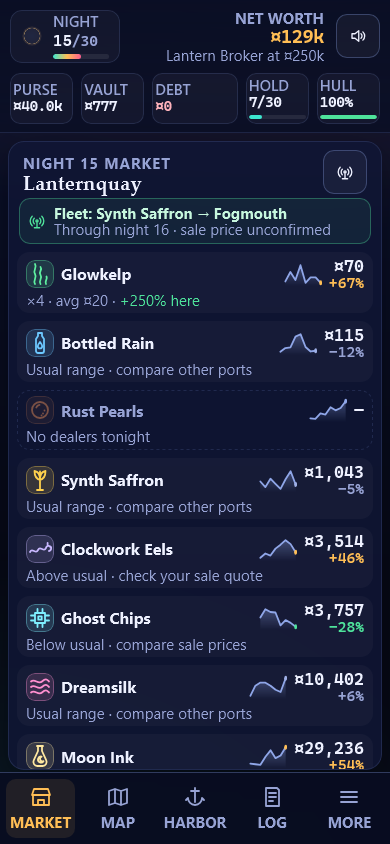 NIGHT
15/30
NET WORTH
¤129k
Lantern Broker at ¤250k
PURSE
¤40.0k
VAULT
¤777
DEBT
¤0
HOLD
7/30
HULL
100%
NIGHT 15 MARKET
Lanternquay
Fleet: Synth Saffron → Fogmouth
Through night 16 · sale price unconfirmed
Glowkelp
¤70
+67%
×4 · avg ¤20 · +250% here
Bottled Rain
¤115
−12%
Usual range · compare other ports
Rust Pearls
—
No dealers tonight
Synth Saffron
¤1,043
−5%
Usual range · compare other ports
Clockwork Eels
¤3,514
+46%
Above usual · check your sale quote
Ghost Chips
¤3,757
−28%
Below usual · compare sale prices
Dreamsilk
¤10,402
+6%
Usual range · compare other ports
Moon Ink
¤29,236
+54%
MARKET
MAP
HARBOR
LOG
MORE